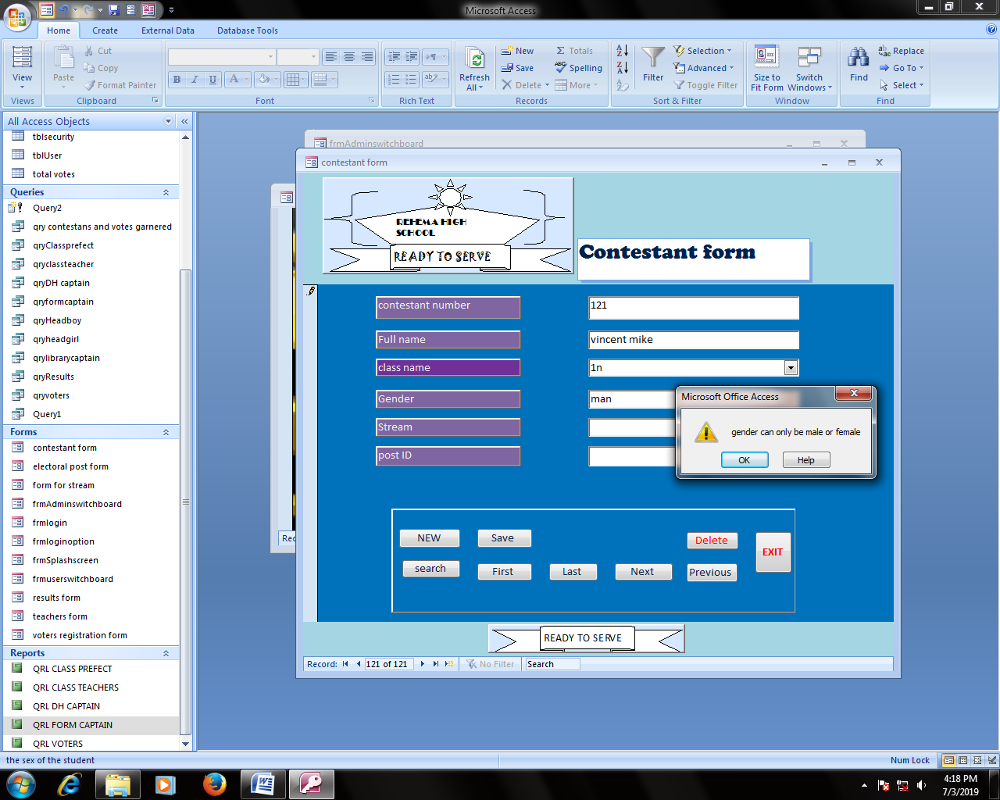 Microsoft Access
Home Create External Data Database Tools
View
Views
Paste
Cut
Copy
Format Painter
Clipboard
B I U A
Font
Rich Text
Refresh All
New
Save
Delete
Totals
Spelling
More
Records
Filter
Selection
Advanced
Toggle Filter
Sort & Filter
Size to Fit Form
Switch Windows
Window
Find
Replace
Go To
Select
Find
All Access Objects
tblsecurity
tblUser
total votes
Queries
Query2
qry contestans and votes garnered
qryClassprefect
qryclassteacher
qryDH captain
qryformcaptain
qryHeadboy
qryheadgirl
qrylibrarycaptain
qryResults
qryvoters
Query1
Forms
contestant form
electoral post form
form for stream
frmAdminswitchboard
frmlogin
frmloginoption
frmSplashscreen
frmuserswitchboard
results form
teachers form
voters registration form
Reports
QRL CLASS PREFECT
QRL CLASS TEACHERS
QRL DH CAPTAIN
QRL FORM CAPTAIN
QRL VOTERS
frmAdminswitchboard
contestant form
REHEMA HIGH
SCHOOL
READY TO SERVE
Contestant form
contestant number 121
Full name vincent mike
class name 1n
Gender man
Stream
post ID
Microsoft Office Access
gender can only be male or female
OK Help
Rec
NEW Save Delete EXIT
search First Last Next Previous
READY TO SERVE
Record: 121 of 121 No Filter Search
the sex of the student Num Lock
4:18 PM
7/3/2019